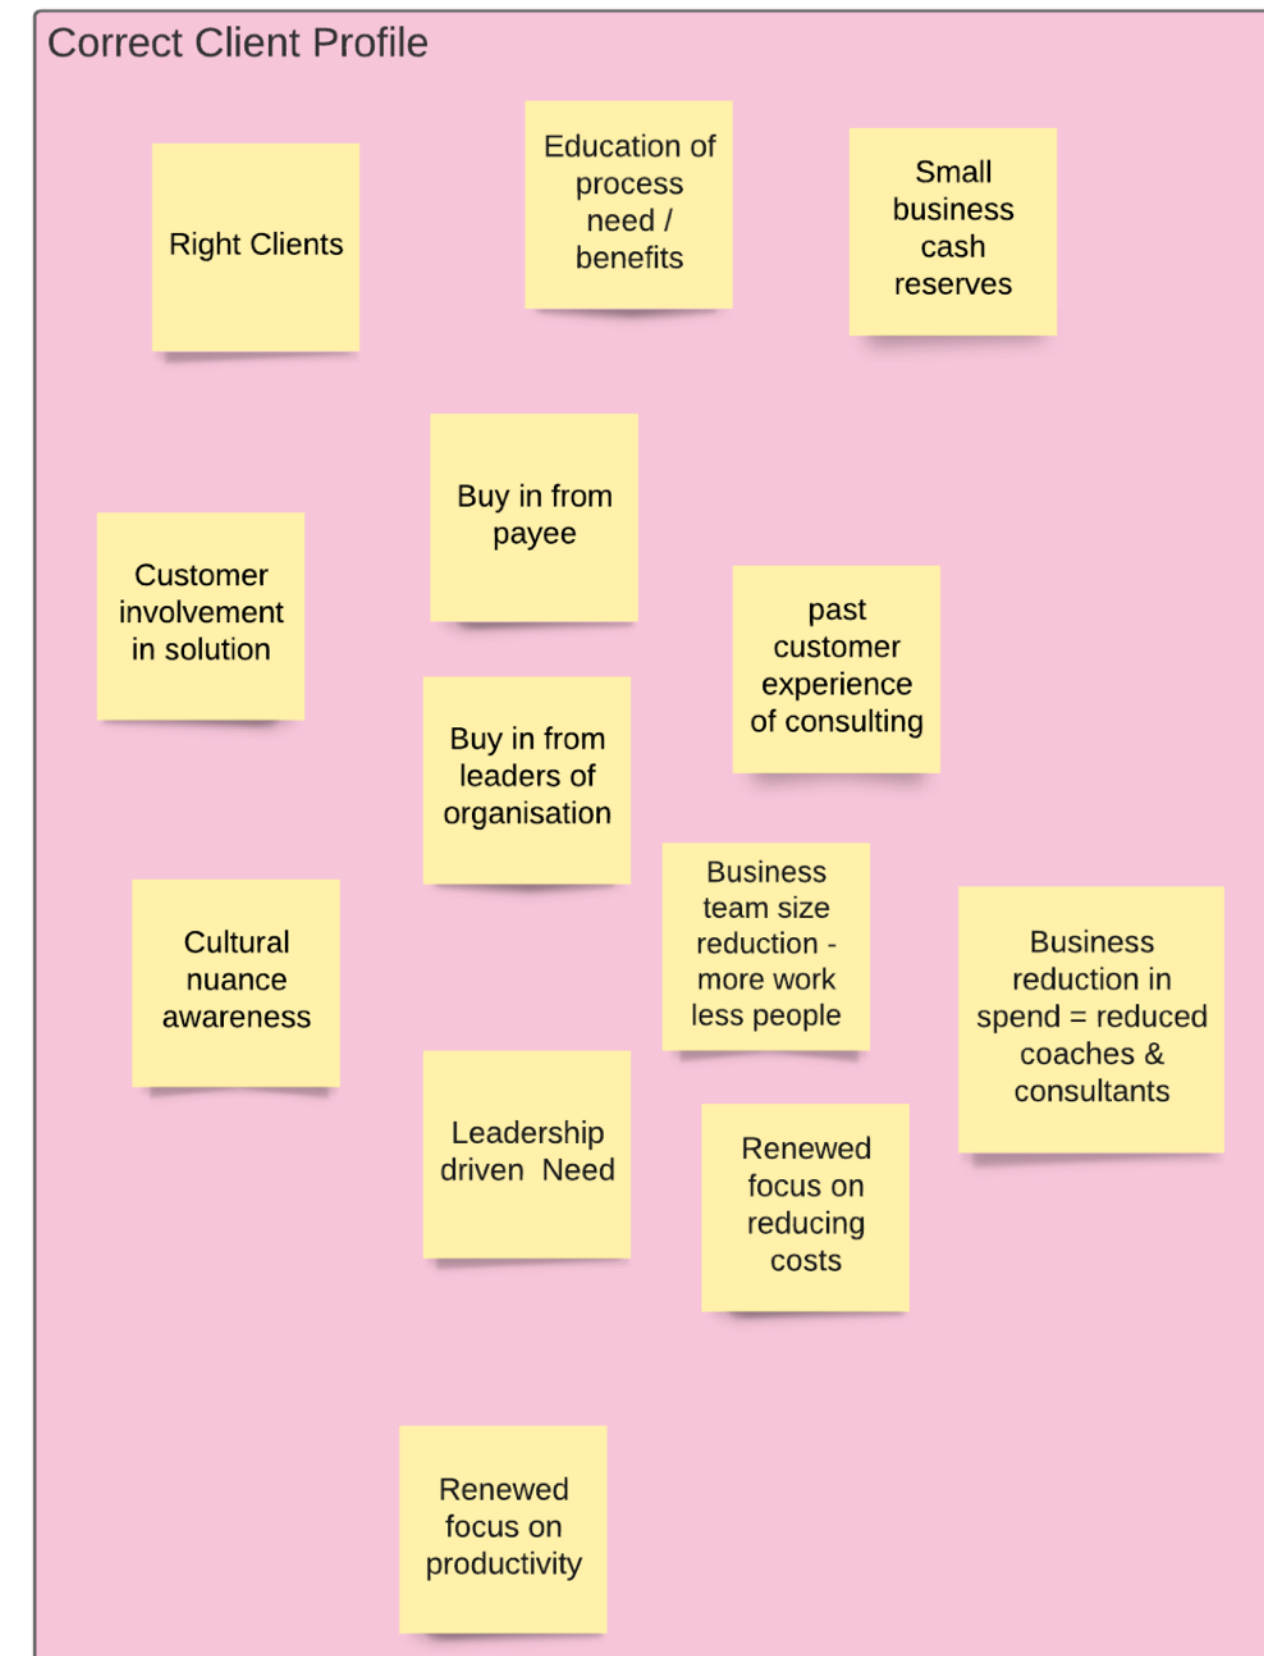 Correct Client Profile
Right Clients
Education of
process
need /
benefits
Small
business
cash
reserves
Buy in from
payee
Customer
involvement
in solution
past
customer
experience
of consulting
Buy in from
leaders of
organisation
Business
team size
reduction -
more work
less people
Cultural
nuance
awareness
Business
reduction in
spend = reduced
coaches &
consultants
Leadership
driven  Need
Renewed
focus on
reducing
costs
Renewed
focus on
productivity